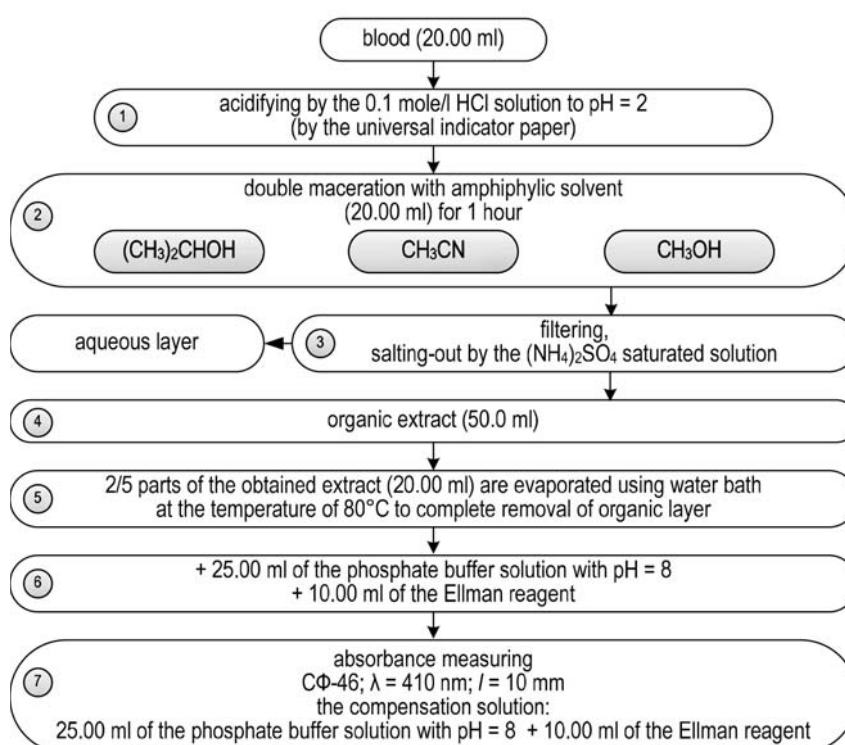 blood (20.00 ml)
1
acidifying by the 0.1 mole/l HCl solution to pH = 2
(by the universal indicator paper)
2
double maceration with amphiphylic solvent
(20.00 ml) for 1 hour
(CH₃)₂CHOH
CH₃CN
CH₃OH
aqueous layer
3
filtering,
salting-out by the (NH₄)₂SO₄ saturated solution
4
organic extract (50.0 ml)
5
2/5 parts of the obtained extract (20.00 ml) are evaporated using water bath
at the temperature of 80°C to complete removal of organic layer
6
+ 25.00 ml of the phosphate buffer solution with pH = 8
+ 10.00 ml of the Ellman reagent
7
absorbance measuring
СФ-46; λ = 410 nm; l = 10 mm
the compensation solution:
25.00 ml of the phosphate buffer solution with pH = 8 + 10.00 ml of the Ellman reagent